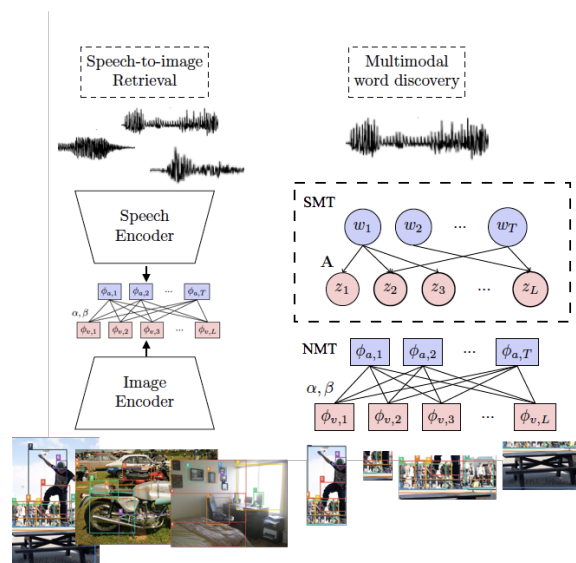 Speech-to-image
Retrieval
Multimodal
word discovery
Speech
Encoder
ϕa,1 ϕa,2 ... ϕa,T
α, β
ϕv,1 ϕv,2 ϕv,3 ... ϕv,L
Image
Encoder
SMT
w1 w2 ... wT
A
z1 z2 z3 ... zL
NMT
ϕa,1 ϕa,2 ... ϕa,T
α, β
ϕv,1 ϕv,2 ϕv,3 ... ϕv,L